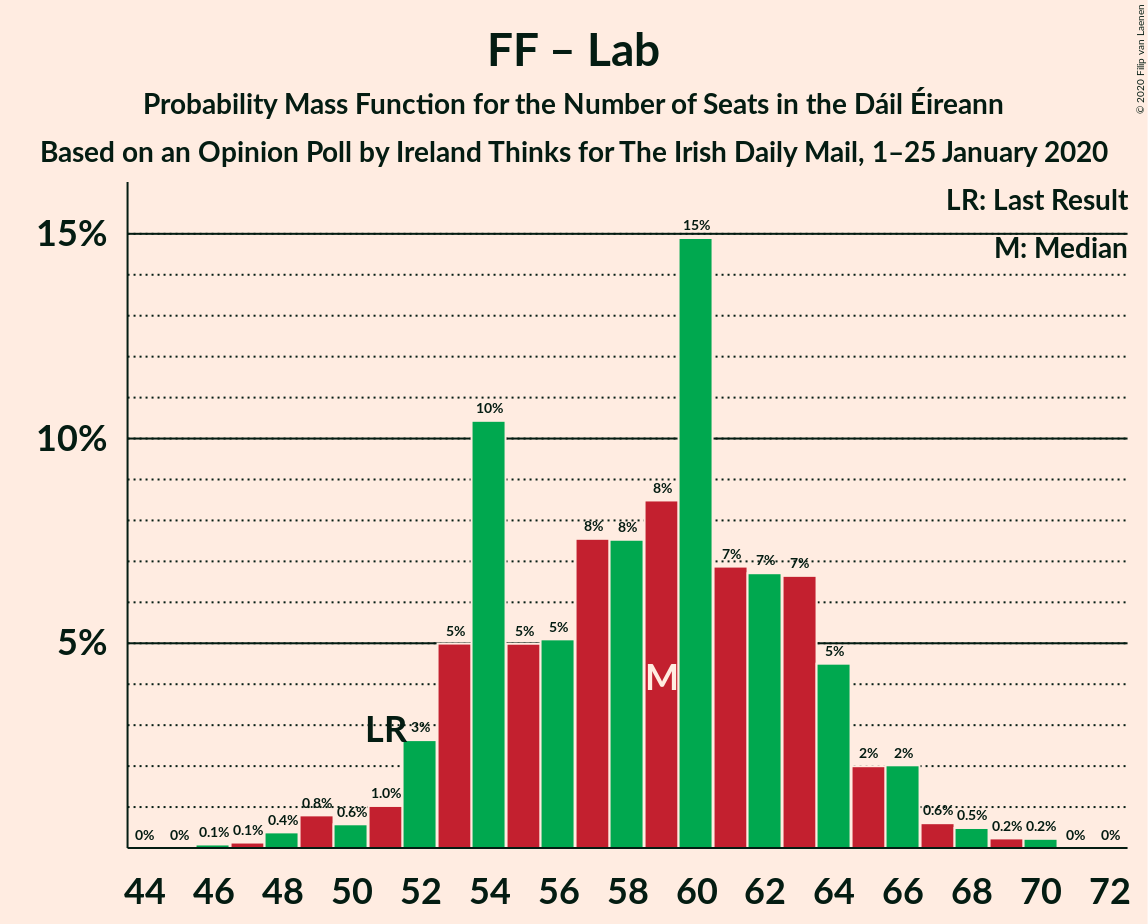 FF – Lab
Probability Mass Function for the Number of Seats in the Dáil Éireann
Based on an Opinion Poll by Ireland Thinks for The Irish Daily Mail, 1–25 January 2020
© 2020 Filip van Laenen
LR: Last Result
M: Median
15%
10%
5%
0% 0% 0.1% 0.1% 0.4% 0.8% 0.6% 1.0% 3% 5% 10% 5% 5% 8% 8% 8% 15% 7% 7% 7% 5% 2% 2% 0.6% 0.5% 0.2% 0.2% 0% 0%
LR
M
44 46 48 50 52 54 56 58 60 62 64 66 68 70 72